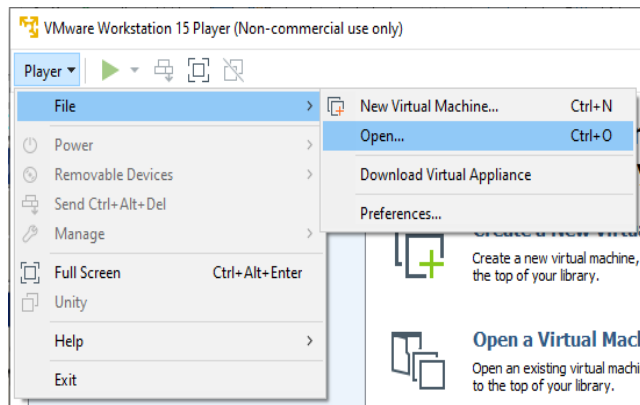 VMware Workstation 15 Player (Non-commercial use only)
Player
File
Power
Removable Devices
Send Ctrl+Alt+Del
Manage
Full Screen Ctrl+Alt+Enter
Unity
Help
Exit
New Virtual Machine... Ctrl+N
Open... Ctrl+O
Download Virtual Appliance
Preferences...
Create a New
Create a new virtual machine,
the top of your library.
Open a Virtual
Open an existing virtual
to the top of your library.